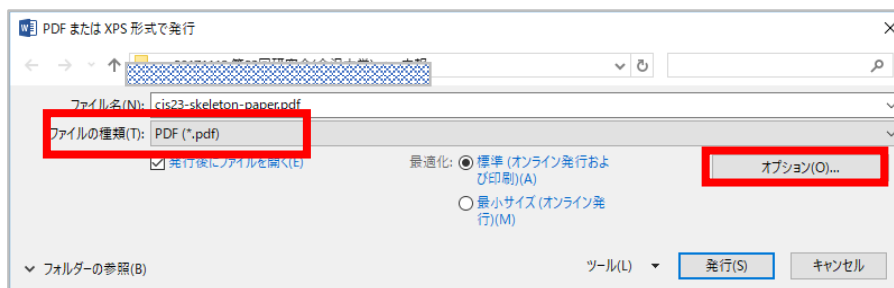 PDF または XPS 形式で発行
ファイル名(N): cis23-skeleton-paper.pdf
ファイルの種類(T): PDF (*.pdf)
発行後にファイルを開く(E)
最適化: 標準 (オンライン発行および印刷)(A)
最小サイズ (オンライン発行)(M)
オプション(O)...
フォルダーの参照(B)
ツール(L)
発行(S)
キャンセル